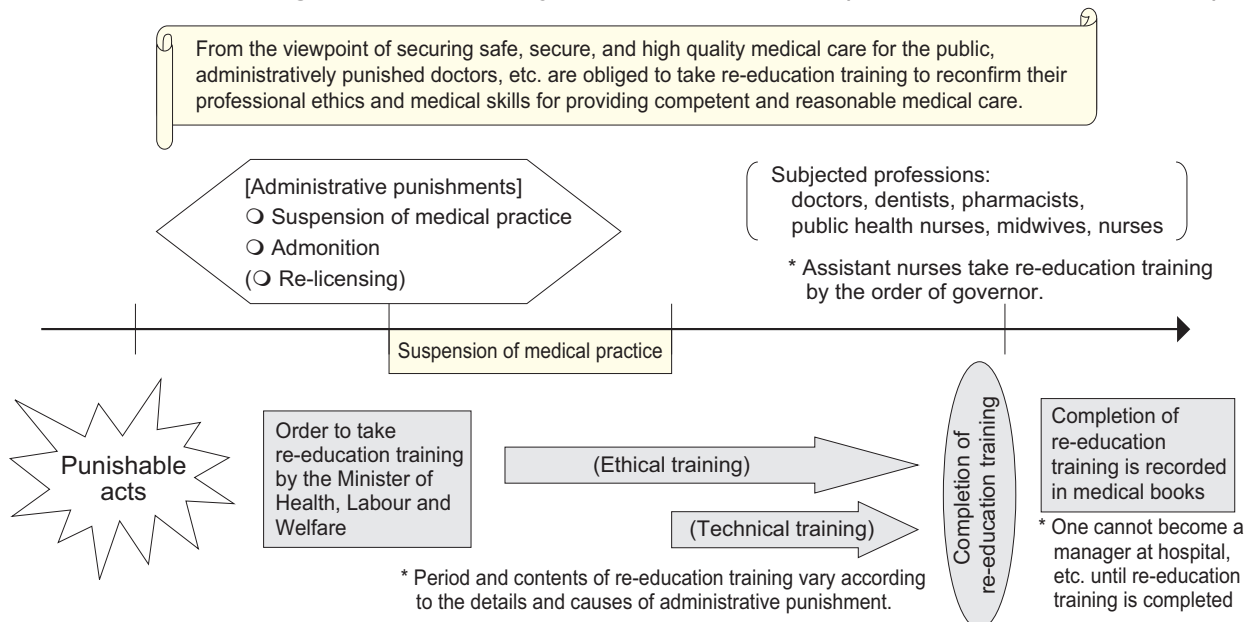 From the viewpoint of securing safe, secure, and high quality medical care for the public,
administratively punished doctors, etc. are obliged to take re-education training to reconfirm their
professional ethics and medical skills for providing competent and reasonable medical care.
[Administrative punishments]
❍ Suspension of medical practice
❍ Admonition
(❍ Re-licensing)
Subjected professions:
doctors, dentists, pharmacists,
public health nurses, midwives, nurses
* Assistant nurses take re-education training
by the order of governor.
Suspension of medical practice
Punishable
acts
Order to take
re-education training
by the Minister of
Health, Labour and
Welfare
(Ethical training)
(Technical training)
* Period and contents of re-education training vary according
to the details and causes of administrative punishment.
Completion of
re-education training
Completion of
re-education
training is recorded
in medical books
* One cannot become a
manager at hospital,
etc. until re-education
training is completed